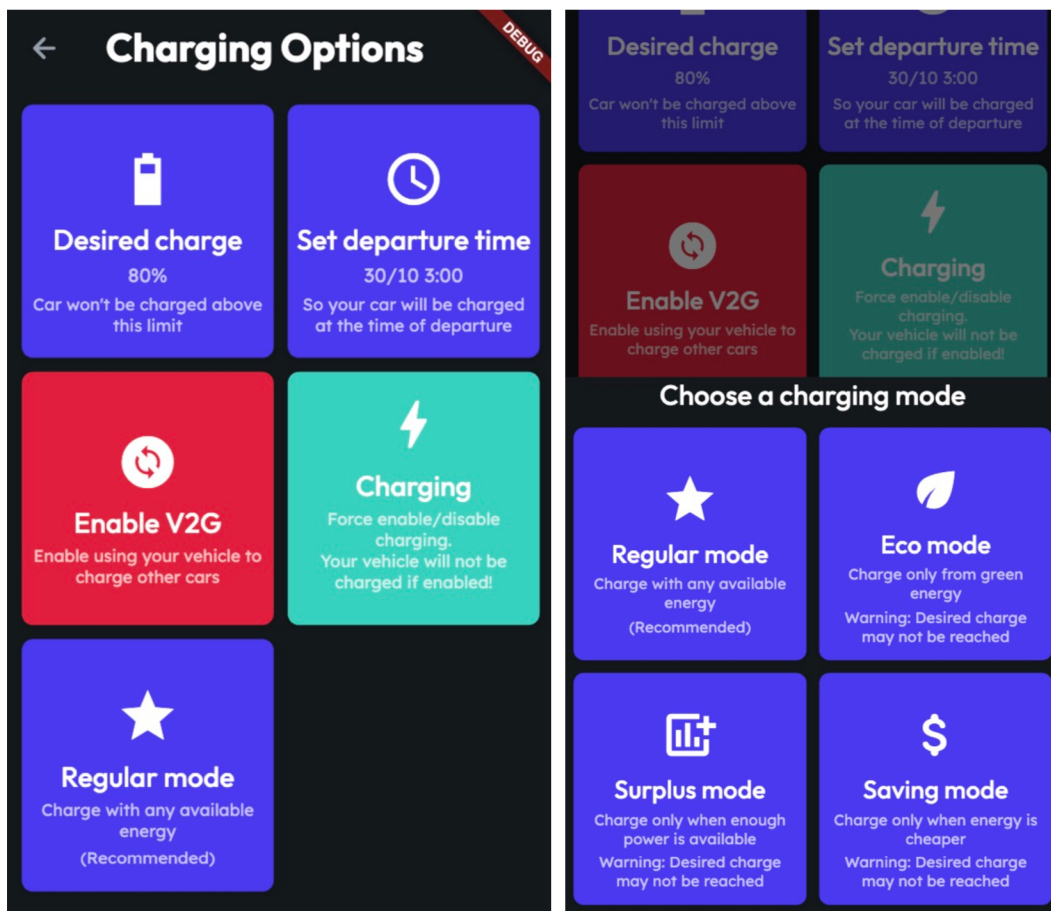 Charging Options
DEBUG
Desired charge
80%
Car won't be charged above
this limit
Set departure time
30/10 3:00
So your car will be charged
at the time of departure
Enable V2G
Enable using your vehicle to
charge other cars
Charging
Force enable/disable
charging.
Your vehicle will not be
charged if enabled!
Regular mode
Charge with any available
energy
(Recommended)
Desired charge
80%
Car won't be charged above
this limit
Set departure time
30/10 3:00
So your car will be charged
at the time of departure
Enable V2G
Enable using your vehicle to
charge other cars
Charging
Force enable/disable
charging.
Your vehicle will not be
charged if enabled!
Choose a charging mode
Regular mode
Charge with any available
energy
(Recommended)
Eco mode
Charge only from green
energy
Warning: Desired charge
may not be reached
Surplus mode
Charge only when enough
power is available
Warning: Desired charge
may not be reached
Saving mode
Charge only when energy is
cheaper
Warning: Desired charge
may not be reached